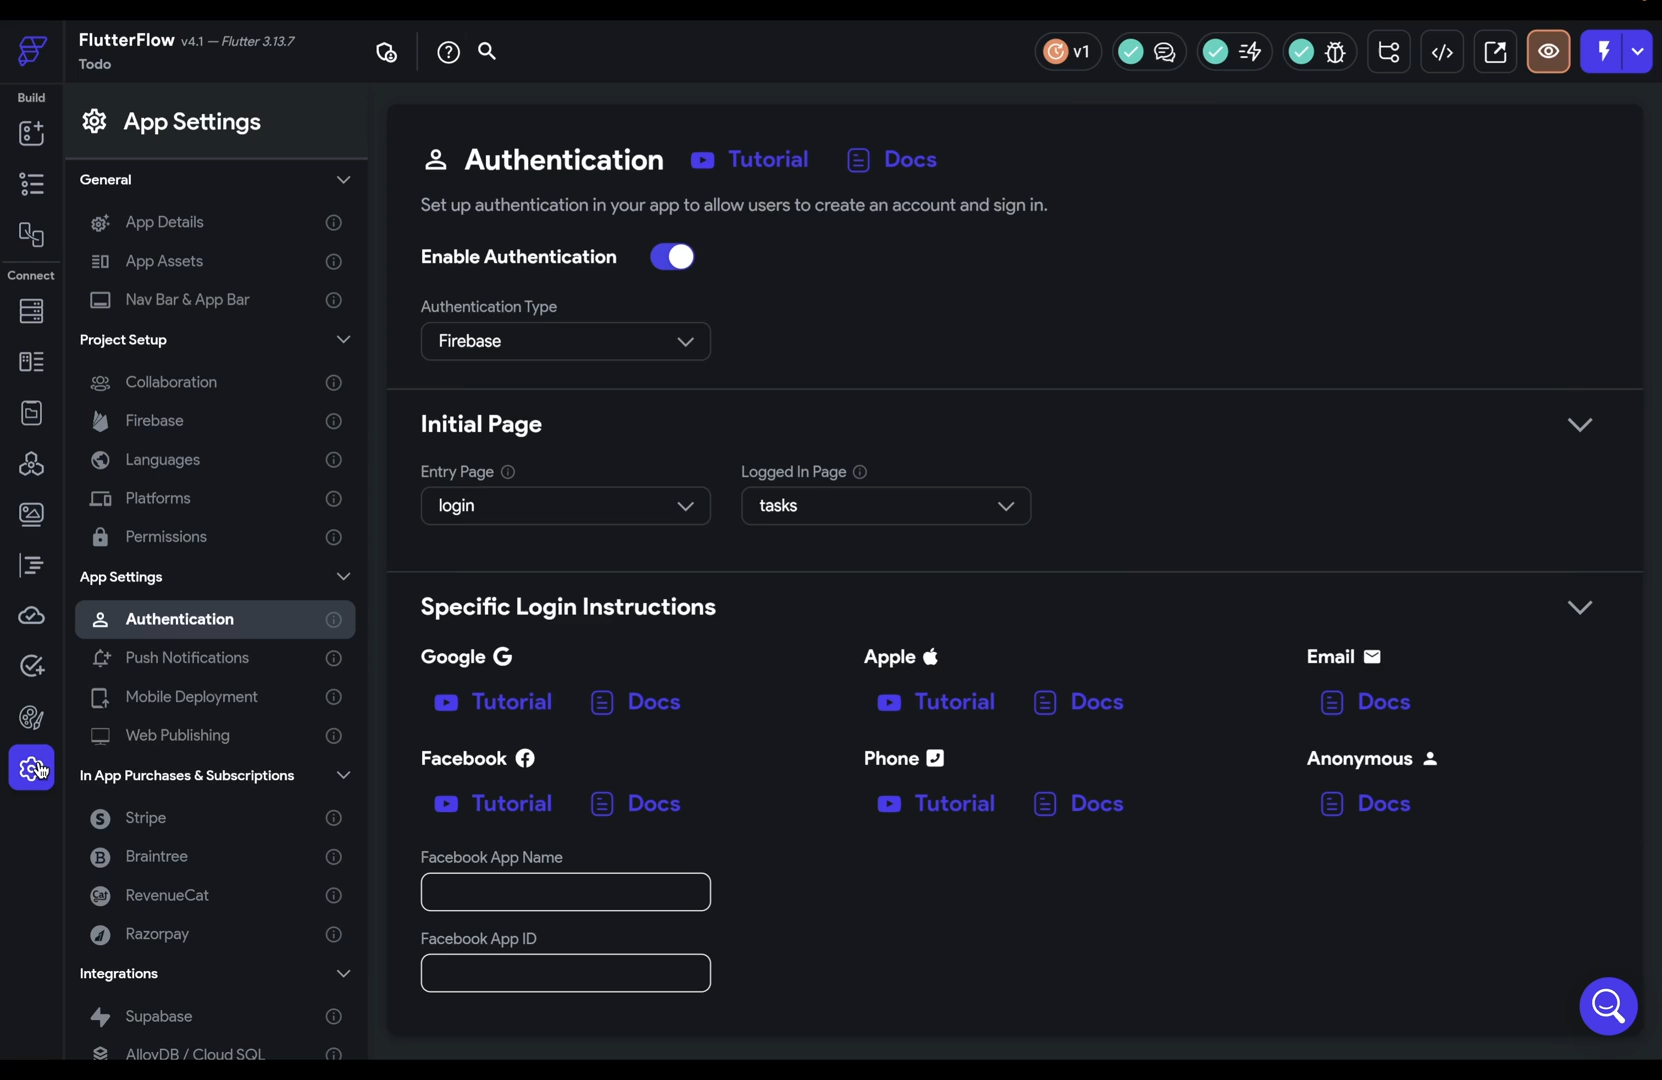 FlutterFlow v4.1 — Flutter 3.13.7
Todo
v1
Build
Connect
App Settings
General
App Details
App Assets
Nav Bar & App Bar
Project Setup
Collaboration
Firebase
Languages
Platforms
Permissions
App Settings
Authentication
Push Notifications
Mobile Deployment
Web Publishing
In App Purchases & Subscriptions
Stripe
Braintree
RevenueCat
Razorpay
Integrations
Supabase
AlloyDB / Cloud SQL
Authentication Tutorial Docs
Set up authentication in your app to allow users to create an account and sign in.
Enable Authentication
Authentication Type
Firebase
Initial Page
Entry Page Logged In Page
login tasks
Specific Login Instructions
Google Apple Email
Tutorial Docs Tutorial Docs Docs
Facebook Phone Anonymous
Tutorial Docs Tutorial Docs Docs
Facebook App Name
Facebook App ID